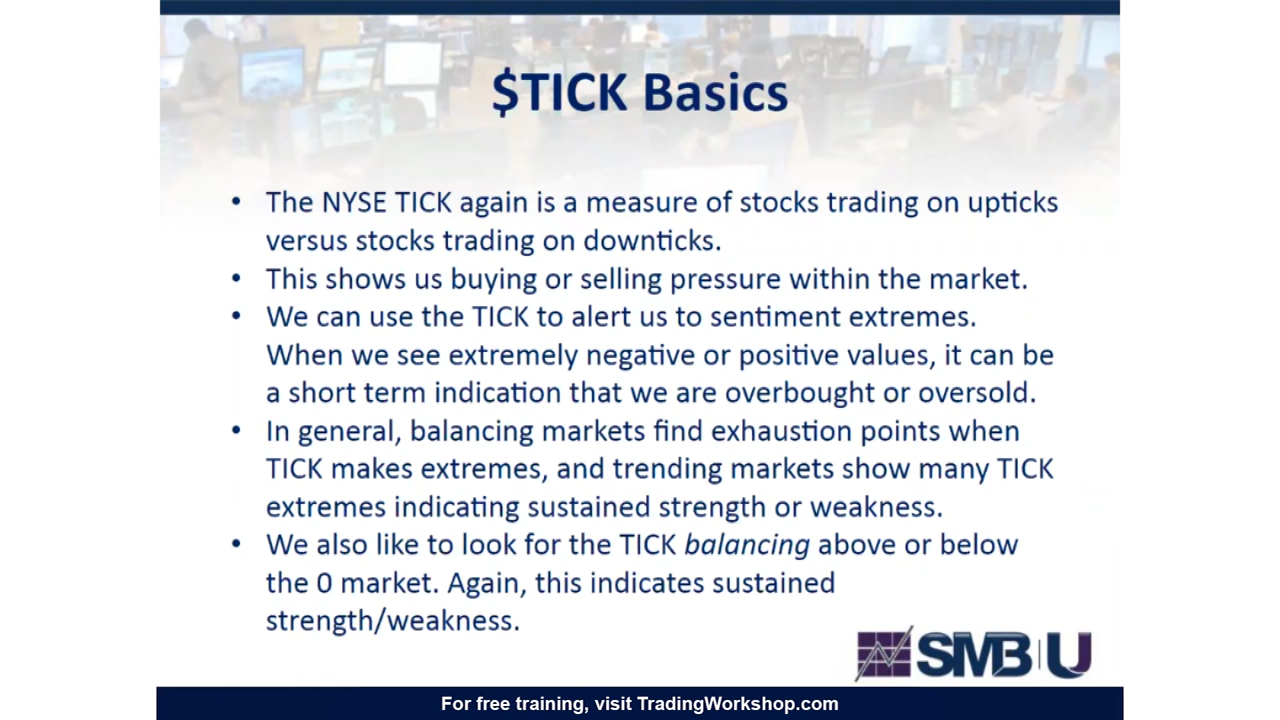 $TICK Basics
• The NYSE TICK again is a measure of stocks trading on upticks
versus stocks trading on downticks.
• This shows us buying or selling pressure within the market.
• We can use the TICK to alert us to sentiment extremes.
When we see extremely negative or positive values, it can be
a short term indication that we are overbought or oversold.
• In general, balancing markets find exhaustion points when
TICK makes extremes, and trending markets show many TICK
extremes indicating sustained strength or weakness.
• We also like to look for the TICK balancing above or below
the 0 market. Again, this indicates sustained
strength/weakness.
SMB U
For free training, visit TradingWorkshop.com